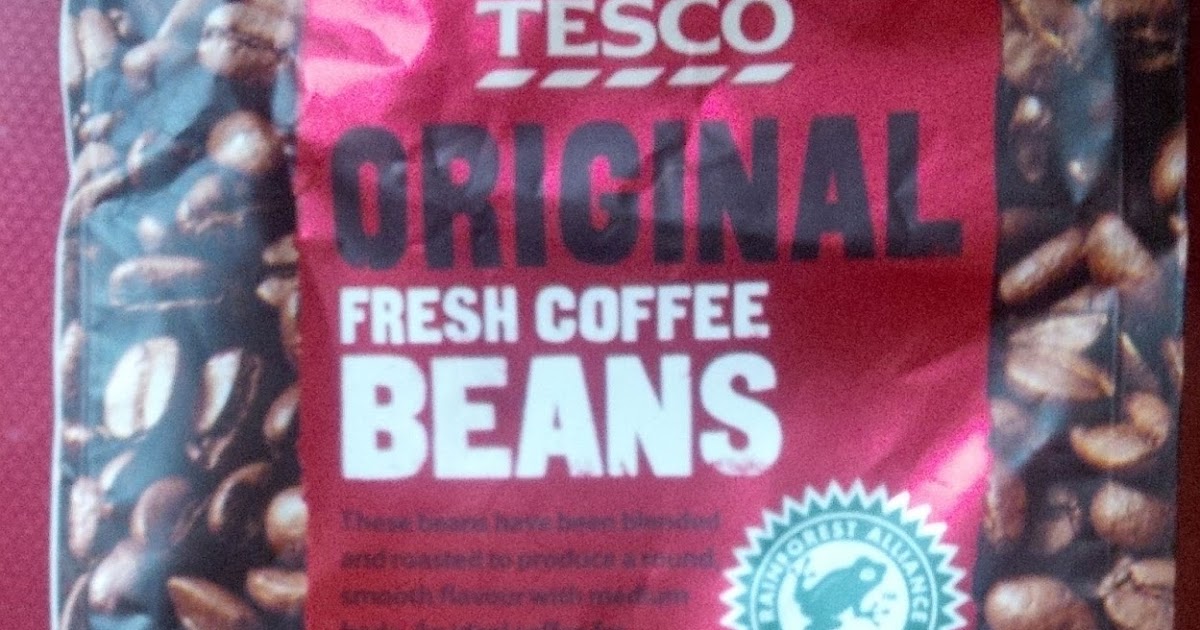 TESCO
ORIGINAL
FRESH COFFEE
BEANS
These beans have been blended
and roasted to produce a round,
smooth flavour with medium
RAINFOREST ALLIANCE